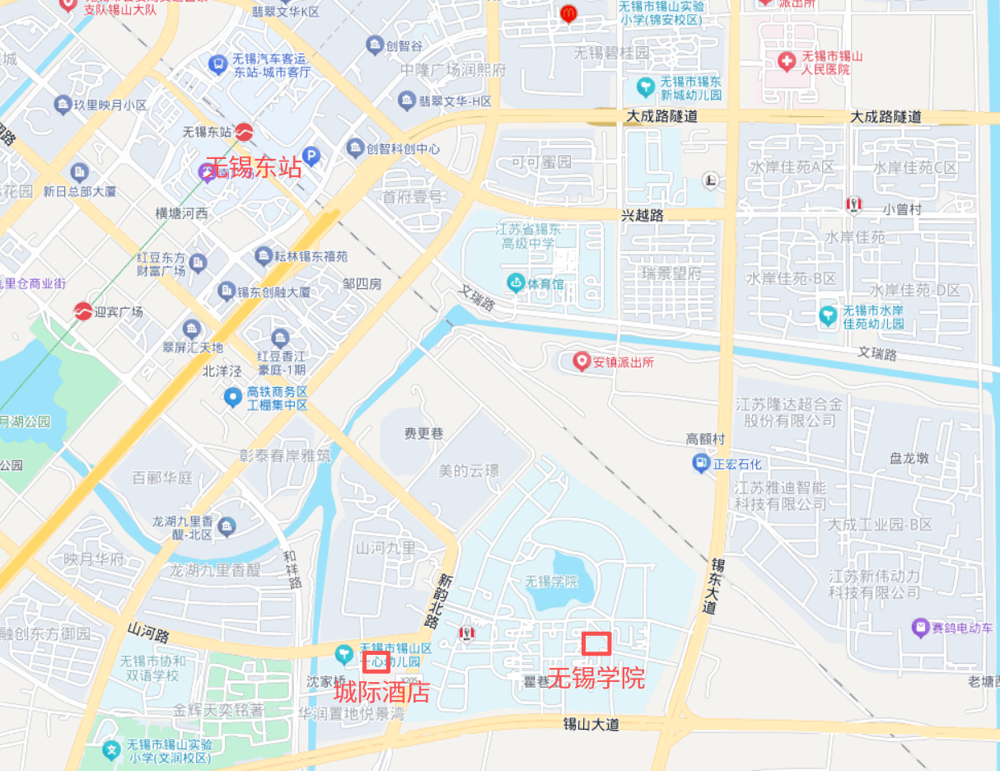 支队锡山大队
翡翠文华K区
无锡市锡山实验
小学(锦安校区)
派出所
创智谷
无锡汽车客运
东站-城市客厅
中隆广场润熙府
无锡碧桂园
无锡市锡山
人民医院
无锡市锡东
新城幼儿园
玖里映月小区
翡翠文华-H区
大成路隧道
大成路隧道
无锡东站
创智科创中心
无锡东站
可可蜜园
水岸佳苑A区
水岸佳苑C区
新日总部大厦
首府壹号
横塘河西
兴越路
小曾村
江苏省锡东
高级中学
水岸佳苑
红豆东方
财富广场
耘林锡东禧苑
瑞景望府
水岸佳苑-B区
九里仓商业街
锡东创融大厦
邹四房
体育馆
水岸佳苑-D区
文瑞路
迎宾广场
无锡市水岸
佳苑幼儿园
翠屏汇天地
红豆香江
豪庭-1期
北洋泾
安镇派出所
文瑞路
高铁商务区
工棚集中区
江苏隆达超合金
股份有限公司
月湖公园
费更巷
高额村
公园
彰泰春岸雅筑
百郦华庭
美的云璟
正宏石化
盘龙墩
江苏雅迪智能
科技有限公司
龙湖九里香
醍-北区
大成工业园-B区
山河九里
映月华府
龙湖九里香醍
和祥路
无锡学院
新韵北路
锡东大道
江苏新伟动力
科技有限公司
融创东方御园
山河路
赛鸽电动车
无锡市锡山区
一心幼儿园
无锡市协和
双语学校
沈家桥
X205
瞿巷上
无锡学院
城际酒店
老塘西
金辉天奕铭著
华润置地悦景湾
锡山大道
无锡市锡山实验
小学(文润校区)